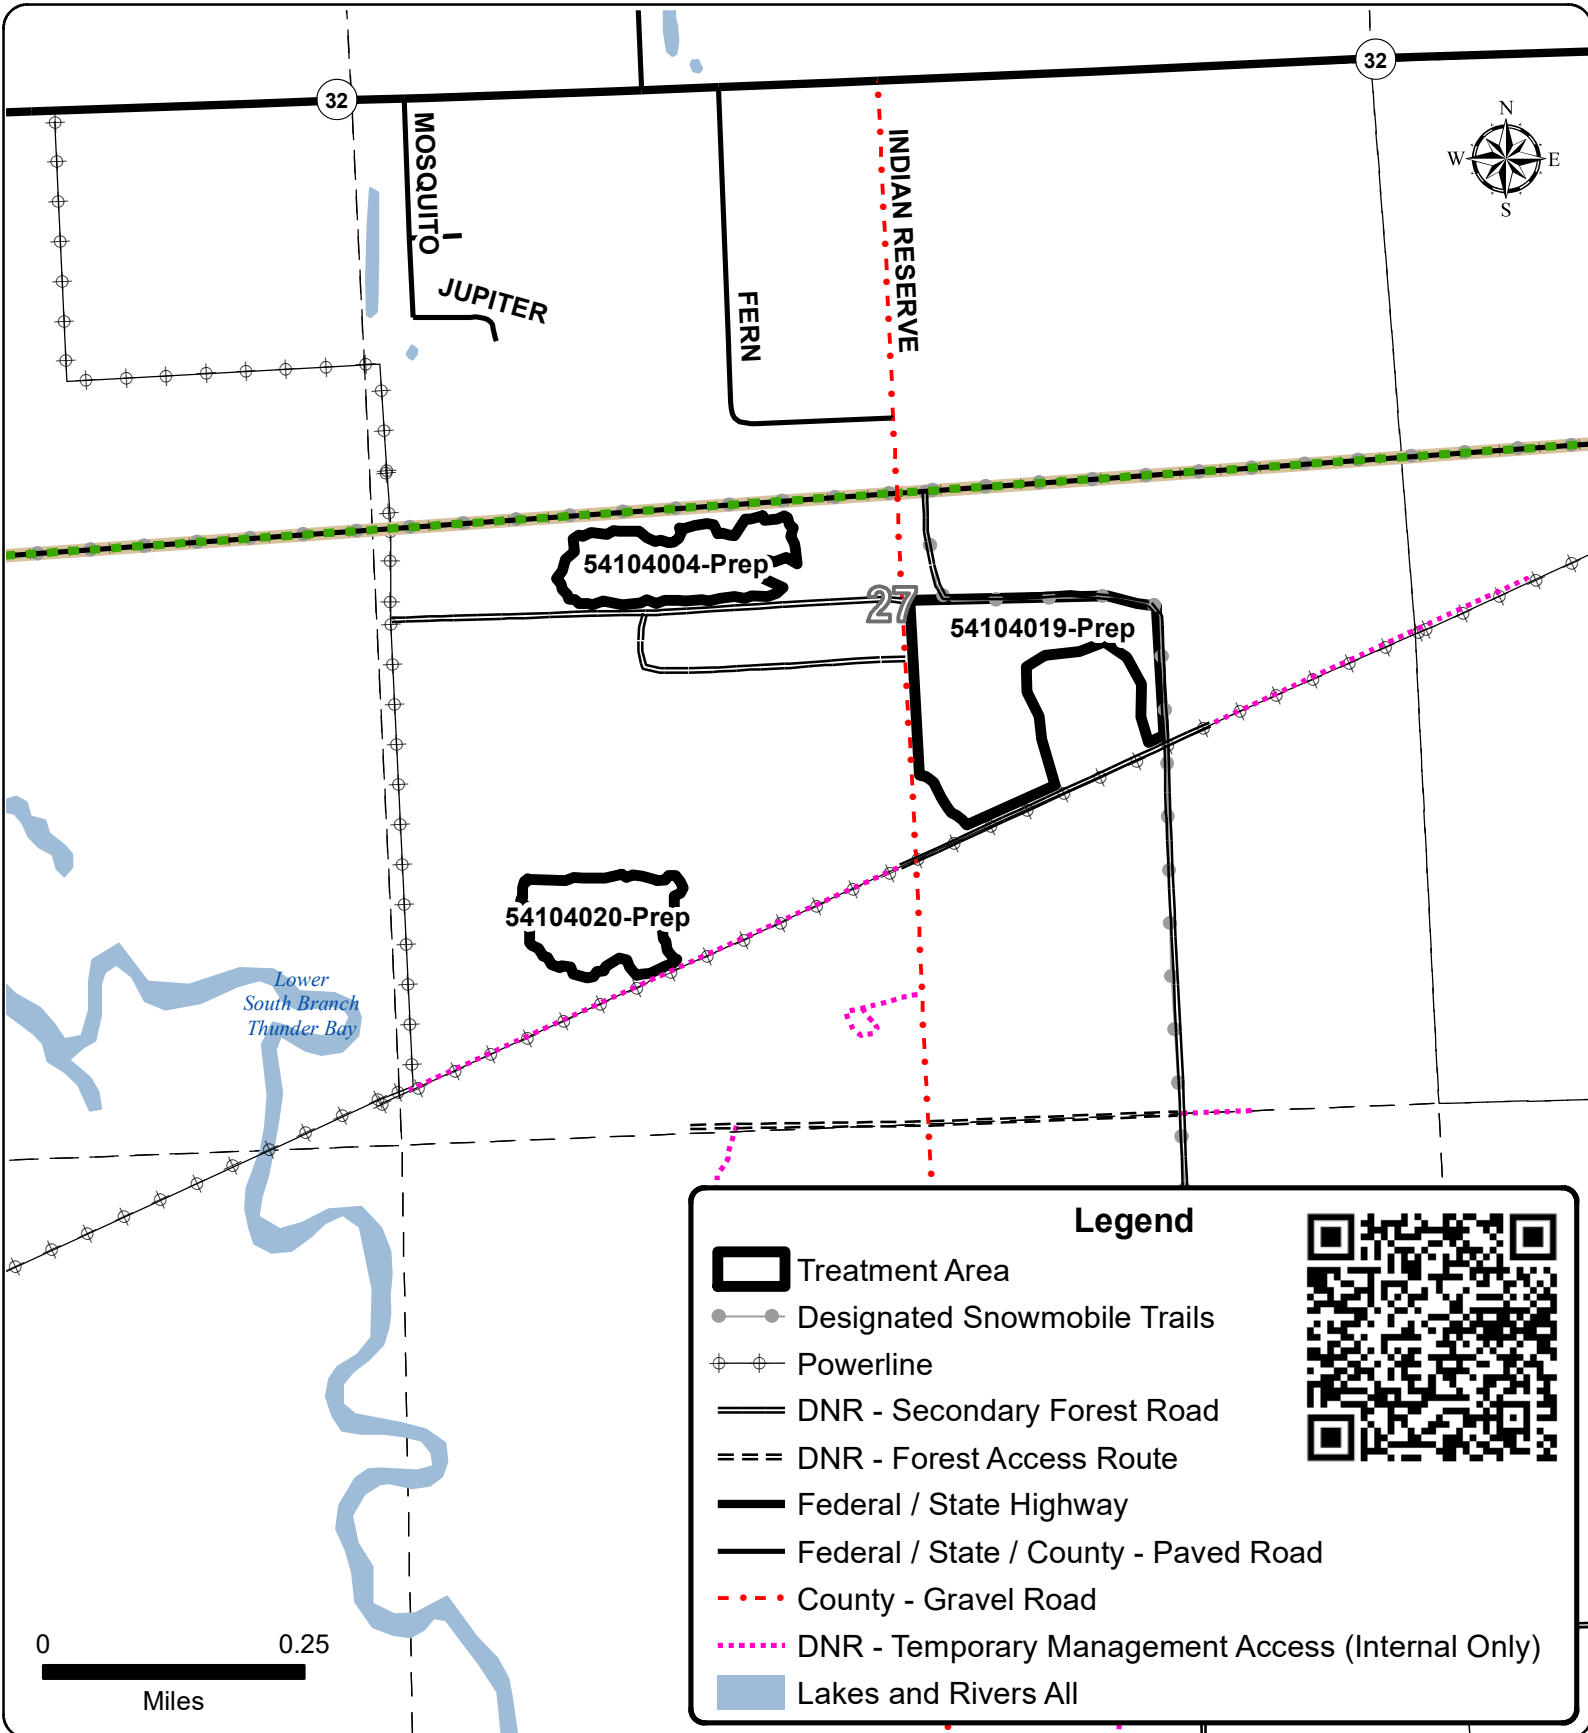 32
32
N
W E
S
MOSQUITO
INDIAN RESERVE
JUPITER
FERN
54104004-Prep
27
54104019-Prep
54104020-Prep
Lower
South Branch
Thunder Bay
Legend
Treatment Area
Designated Snowmobile Trails
Powerline
DNR - Secondary Forest Road
DNR - Forest Access Route
Federal / State Highway
Federal / State / County - Paved Road
County - Gravel Road
DNR - Temporary Management Access (Internal Only)
Lakes and Rivers All
0 0.25
Miles